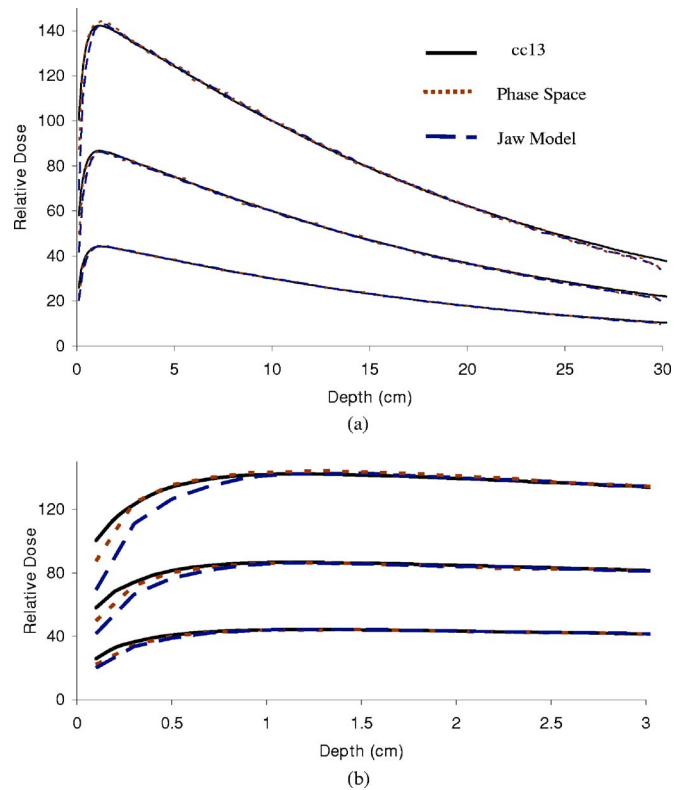 140
120
100
80
60
40
20
0
Relative Dose
cc13
Phase Space
Jaw Model
0 5 10 15 20 25 30
Depth (cm)
(a)
120
80
40
0
Relative Dose
0 0.5 1 1.5 2 2.5 3
Depth (cm)
(b)